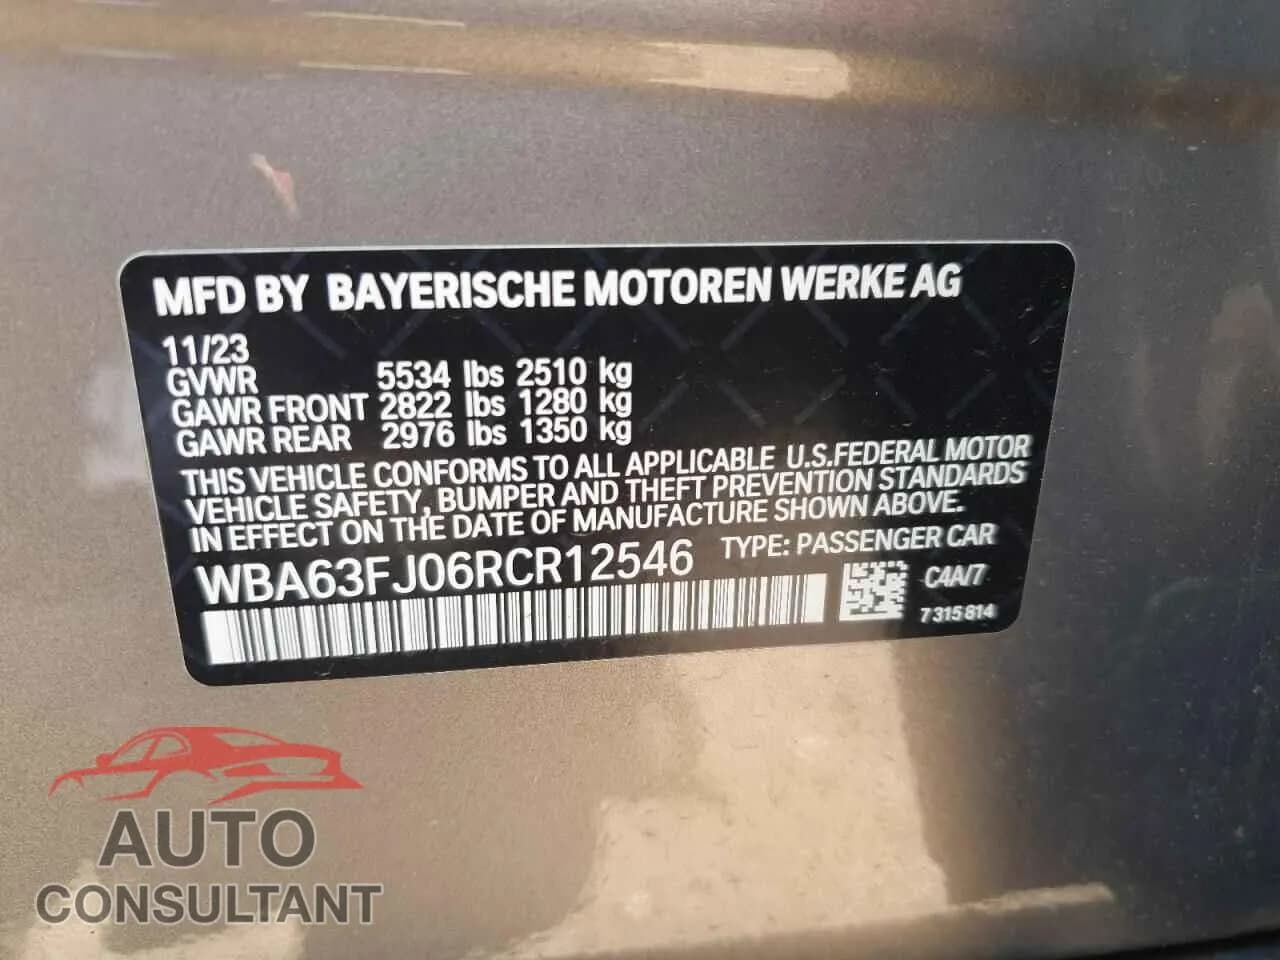 MFD BY BAYERISCHE MOTOREN WERKE AG
11/23
GVWR 5534 lbs 2510 kg
GAWR FRONT 2822 lbs 1280 kg
GAWR REAR 2976 lbs 1350 kg
THIS VEHICLE CONFORMS TO ALL APPLICABLE U.S.FEDERAL MOTOR
VEHICLE SAFETY, BUMPER AND THEFT PREVENTION STANDARDS
IN EFFECT ON THE DATE OF MANUFACTURE SHOWN ABOVE.
WBA63FJ06RCR12546 TYPE: PASSENGER CAR
C4A/7
7 315 814
AUTO
CONSULTANT